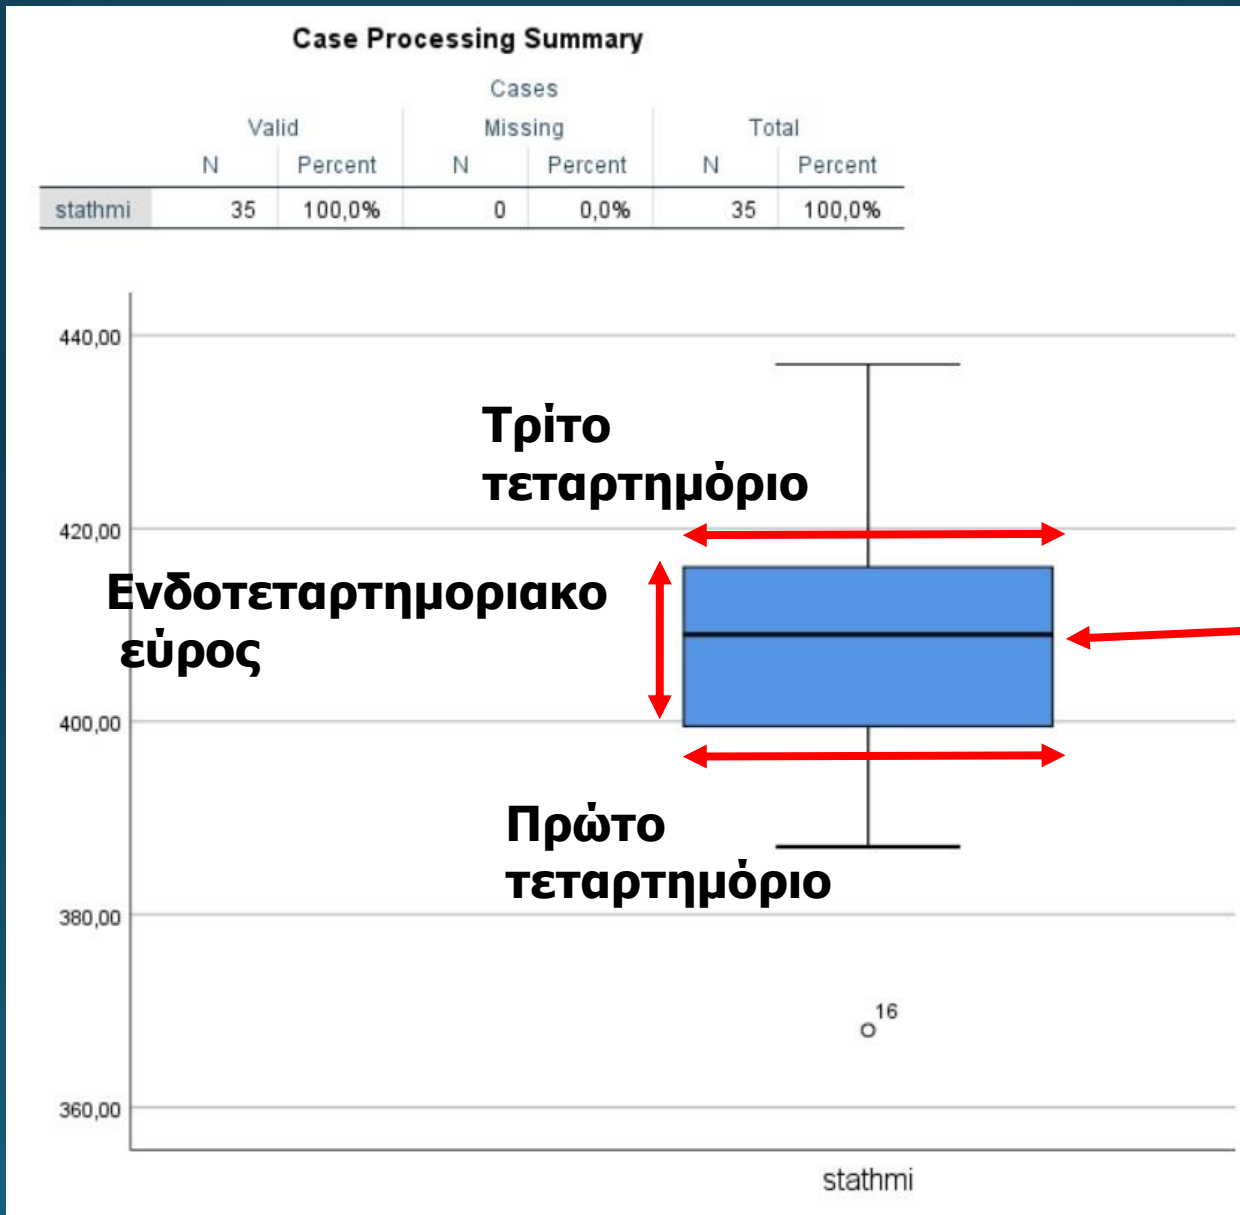 Case Processing Summary
Cases
Valid Missing Total
N Percent N Percent N Percent
stathmi 35 100,0% 0 0,0% 35 100,0%
440,00
Τρίτο
τεταρτημόριο
420,00
Ενδοτεταρτημοριακο
εύρος
400,00
Πρώτο
τεταρτημόριο
380,00
16
360,00
stathmi